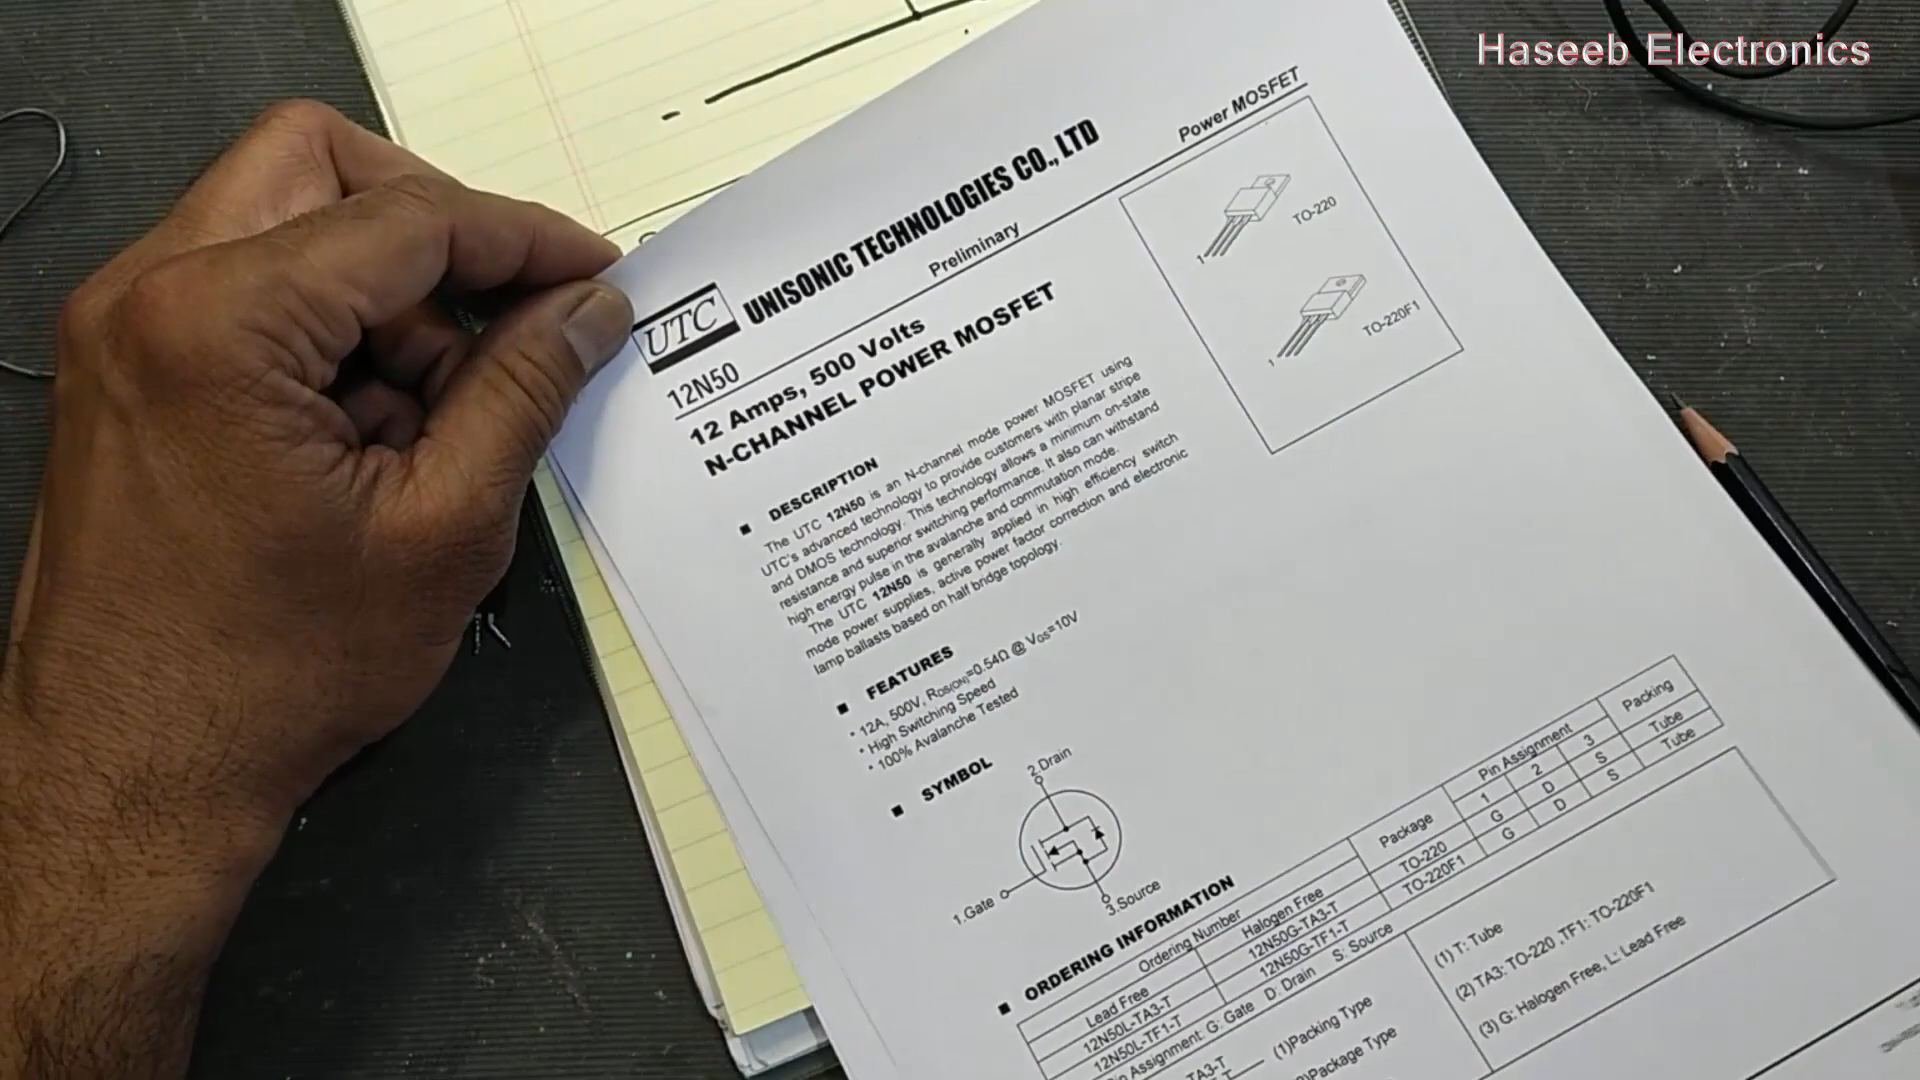 Haseeb Electronics
UTC
UNISONIC TECHNOLOGIES CO., LTD
12N50
Preliminary
Power MOSFET
12 Amps, 500 Volts
N-CHANNEL POWER MOSFET
TO-220
1
TO-220F1
1
■ DESCRIPTION
The UTC 12N50 is an N-channel mode power MOSFET using
UTC's advanced technology to provide customers with planar stripe
and DMOS technology. This technology allows a minimum on-state
resistance and superior switching performance. It also can withstand
high energy pulse in the avalanche and commutation mode.
The UTC 12N50 is generally applied in high efficiency switch
mode power supplies, active power factor correction and electronic
lamp ballasts based on half bridge topology.
■ FEATURES
* 12A, 500V, RDS(ON)=0.54Ω @ VGS=10V
* High Switching Speed
* 100% Avalanche Tested
■ SYMBOL
2.Drain
1.Gate
3.Source
■ ORDERING INFORMATION
Ordering Number Package Pin Assignment Packing
Lead Free Halogen Free 1 2 3
12N50L-TA3-T 12N50G-TA3-T TO-220 G D S Tube
12N50L-TF1-T 12N50G-TF1-T TO-220F1 G D S Tube
Pin Assignment: G: Gate D: Drain S: Source
TA3-T
(1)Packing Type
Package Type
(1) T: Tube
(2) TA3: TO-220 ,TF1: TO-220F1
(3) G: Halogen Free, L: Lead Free